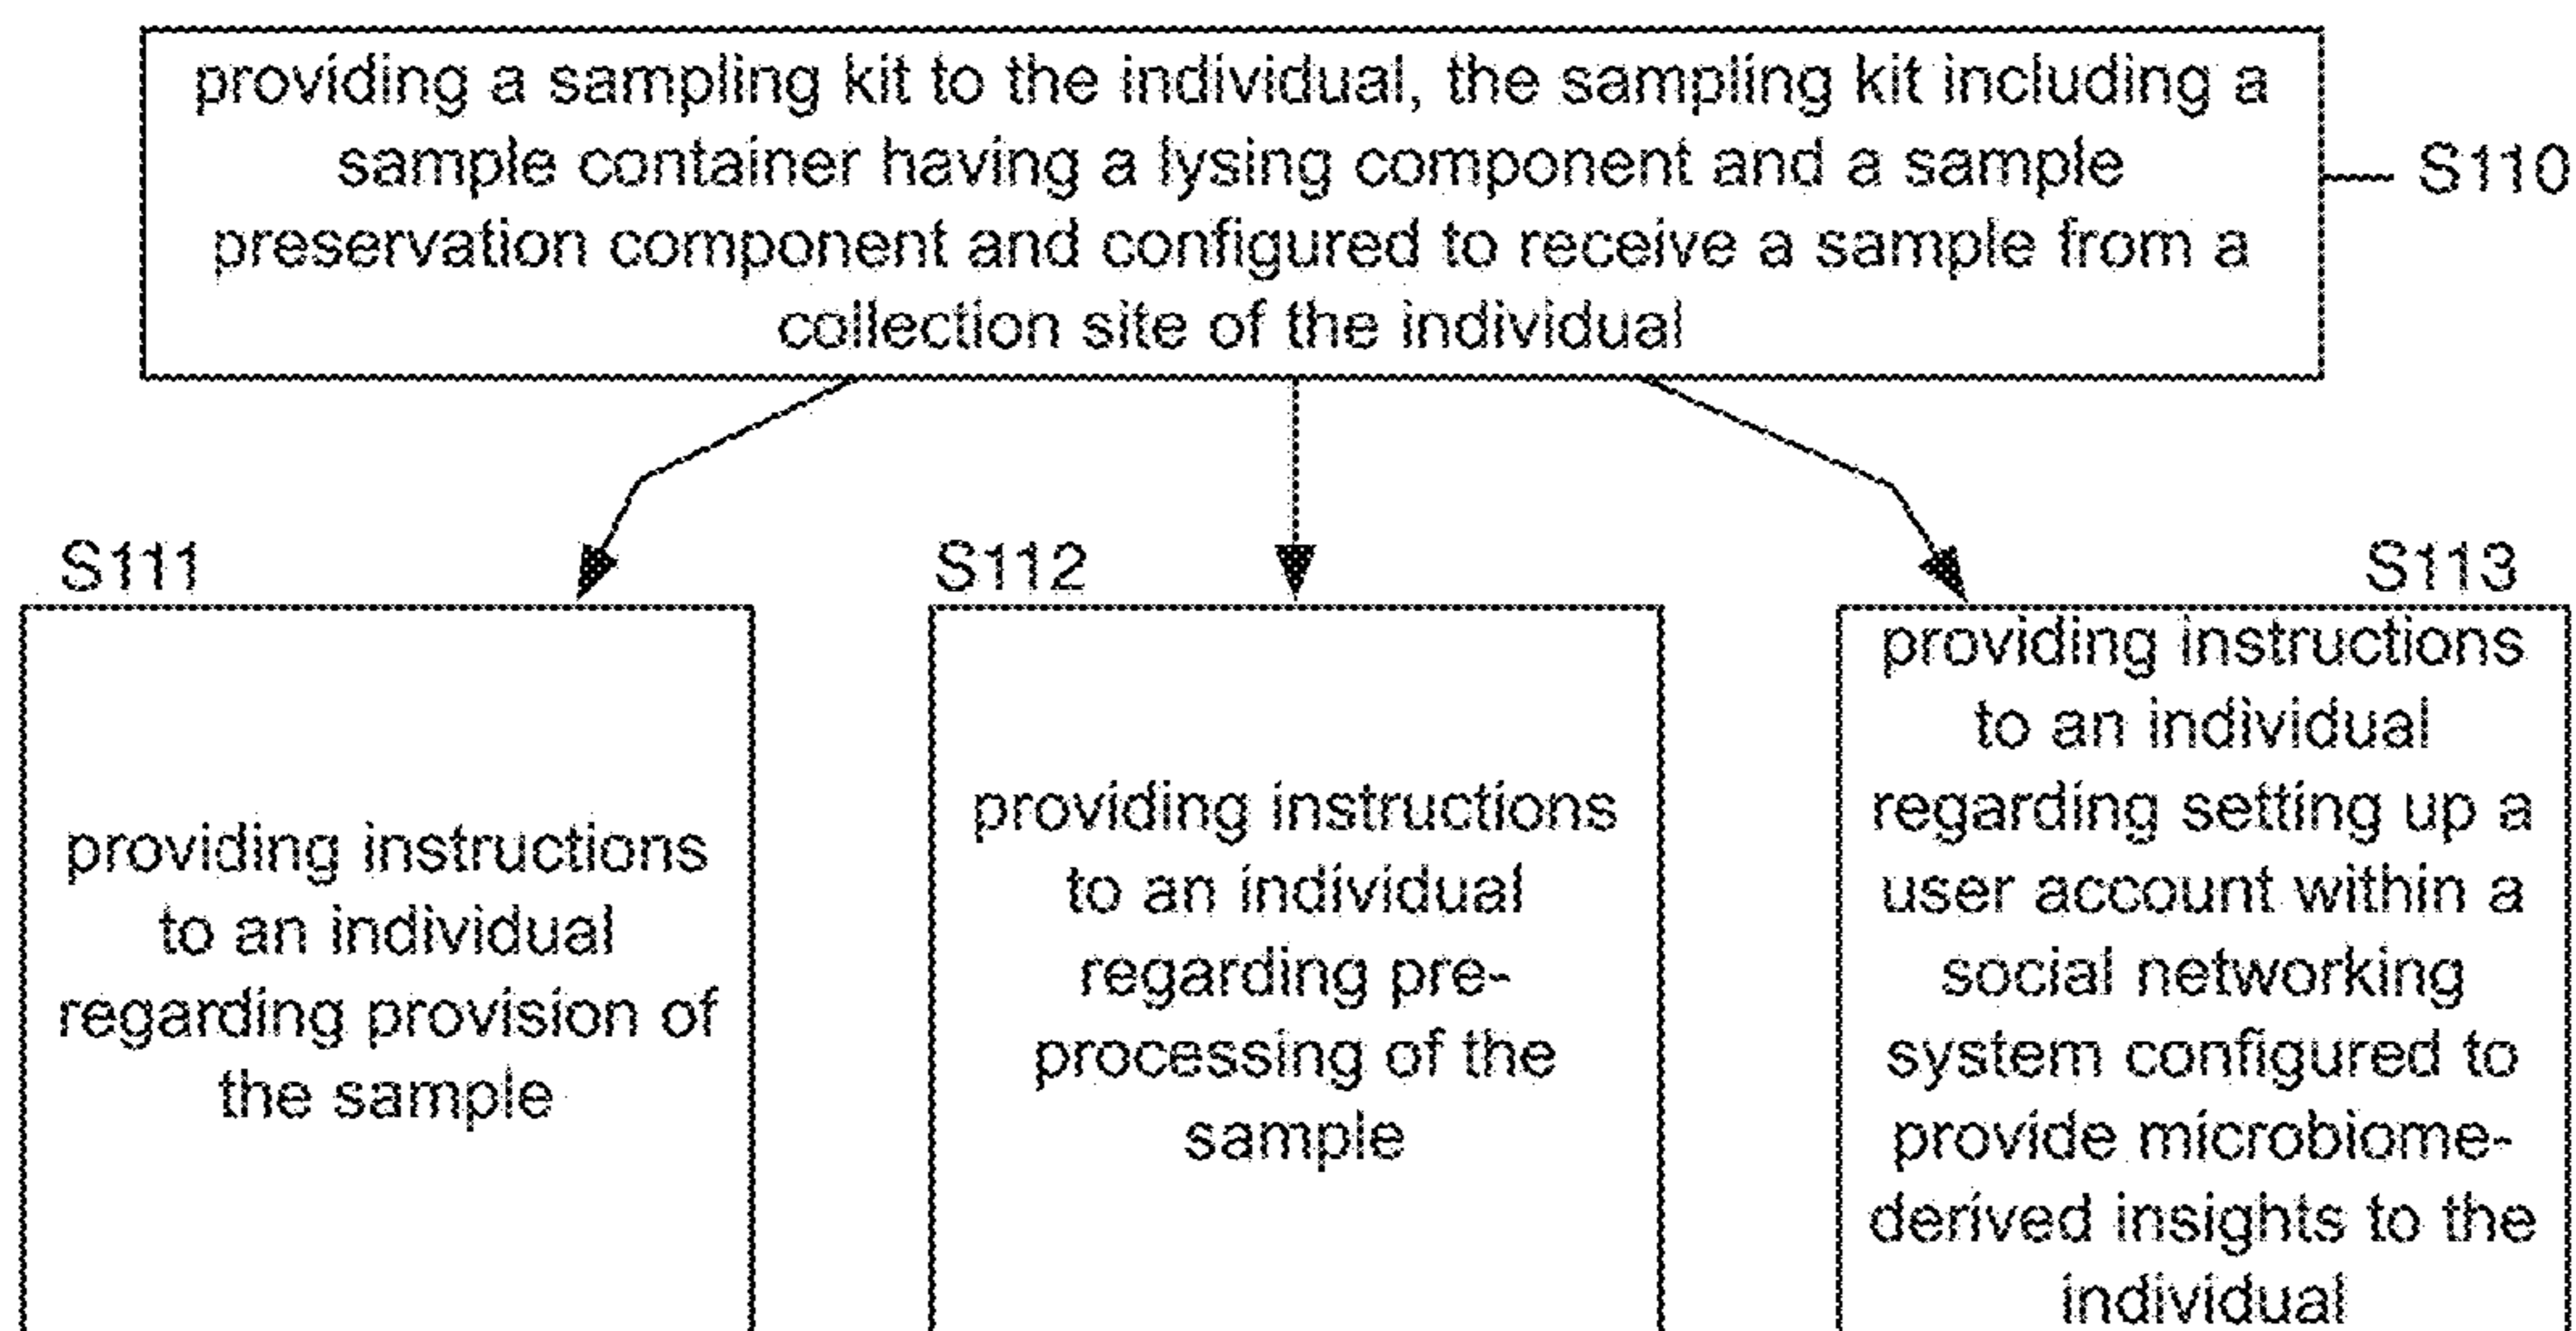 providing a sampling kit to the individual, the sampling kit including a
sample container having a lysing component and a sample
preservation component and configured to receive a sample from a
collection site of the individual
S110
S111
providing instructions
to an individual
regarding provision of
the sample
S112
providing instructions
to an individual
regarding pre-
processing of the
sample
S113
providing instructions
to an individual
regarding setting up a
user account within a
social networking
system configured to
provide microbiome-
derived insights to the
individual